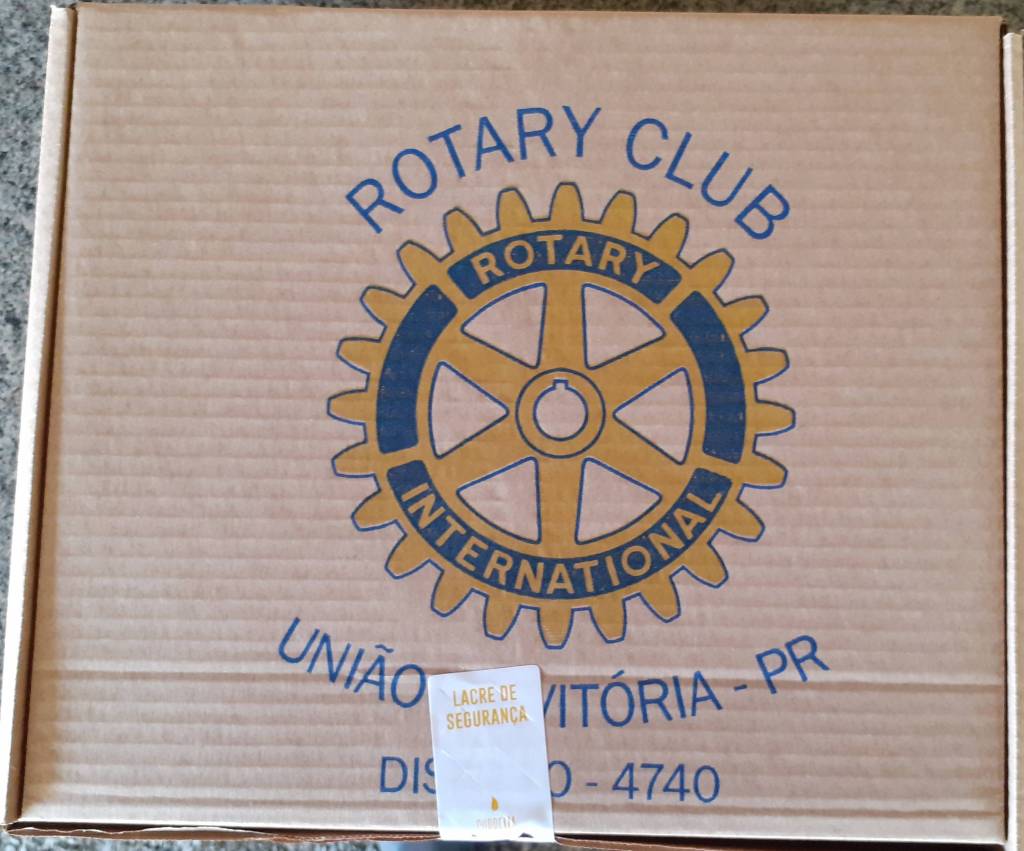 ROTARY CLUB
ROTARY
INTERNATIONAL
UNIÃO VITÓRIA - PR
4740
LACRE DE
SEGURANÇA